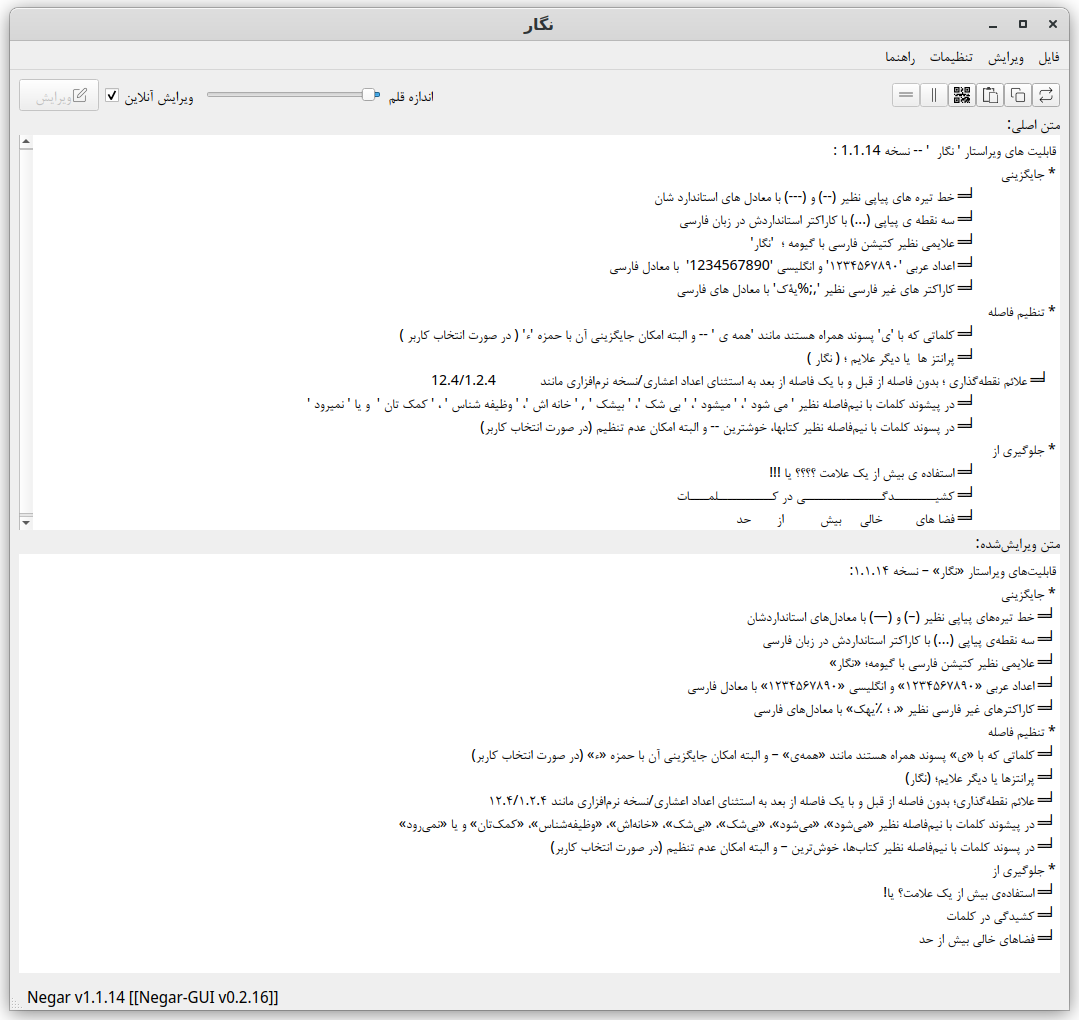 نگار
فایل ویرایش تنظیمات راهنما
اندازه قلم ویرایش آنلاین ویرایش
متن اصلی:
قابلیت های ویراستار ' نگار ' -- نسخه 1.1.14 :
* جایگزینی
═╛ خط تیره های پیاپی نظیر (--) و (---) با معادل های استاندارد شان
═╛ سه نقطه ی پیاپی (...) با کاراکتر استانداردش در زبان فارسی
═╛ علایمی نظیر کتیشن فارسی با گیومه ؛ 'نگار'
═╛ اعداد عربی '١٢٣۴۵۶٧٨٩٠' و انگلیسی '1234567890' با معادل فارسی
═╛ کاراکتر های غیر فارسی نظیر ',;%یةک' با معادل های فارسی
* تنظیم فاصله
═╛ کلماتی که با 'ی' پسوند همراه هستند مانند 'همه ی ' -- و البته امکان جایگزینی آن با حمزه 'ء' ( در صورت انتخاب کاربر )
═╛ پرانتز ها یا دیگر علایم ؛ ( نگار )
═╛ علائم نقطه‌گذاری ؛ بدون فاصله از قبل و با یک فاصله از بعد به استثنای اعداد اعشاری/نسخه نرم‌افزاری مانند 12.4/1.2.4
═╛ در پیشوند کلمات با نیم‌فاصله نظیر ' می شود '، ' میشود '، ' بی شک '، ' بیشک ' , ' خانه اش '، ' وظیفه شناس ' ، ' کمک تان ' و یا ' نمیرود '
═╛ در پسوند کلمات با نیم‌فاصله نظیر کتابها، خوشترین -- و البته امکان عدم تنظیم (در صورت انتخاب کاربر)
* جلوگیری از
═╛ استفاده ی بیش از یک علامت ؟؟؟؟ یا !!!
═╛ کشیـــــــــدگـــــــــــــــــــی در کـــــــــــــلمـــــات
═╛ فضا های خالی بیش از حد
متن ویرایش‌شده:
قابلیت‌های ویراستار «نگار» – نسخه ۱.۱.۱۴:
* جایگزینی
═╛ خط تیره‌های پیاپی نظیر (–) و (—) با معادل‌های استانداردشان
═╛ سه نقطه‌ی پیاپی (…) با کاراکتر استانداردش در زبان فارسی
═╛ علایمی نظیر کتیشن فارسی با گیومه؛ «نگار»
═╛ اعداد عربی «۱۲۳۴۵۶۷۸۹۰» و انگلیسی «۱۲۳۴۵۶۷۸۹۰» با معادل فارسی
═╛ کاراکترهای غیر فارسی نظیر «، ؛ ٪یهک» با معادل‌های فارسی
* تنظیم فاصله
═╛ کلماتی که با «ی» پسوند همراه هستند مانند «همه‌ی» – و البته امکان جایگزینی آن با حمزه «ء» (در صورت انتخاب کاربر)
═╛ پرانتزها یا دیگر علایم؛ (نگار)
═╛ علائم نقطه‌گذاری؛ بدون فاصله از قبل و با یک فاصله از بعد به استثنای اعداد اعشاری/نسخه نرم‌افزاری مانند ۱۲.۴/۱.۲.۴
═╛ در پیشوند کلمات با نیم‌فاصله نظیر «می‌شود»، «می‌شود»، «بی‌شک»، «بی‌شک»، «خانه‌اش»، «وظیفه‌شناس»، «کمک‌تان» و یا «نمی‌رود»
═╛ در پسوند کلمات با نیم‌فاصله نظیر کتاب‌ها، خوش‌ترین – و البته امکان عدم تنظیم (در صورت انتخاب کاربر)
* جلوگیری از
═╛ استفاده‌ی بیش از یک علامت؟ یا!
═╛ کشیدگی در کلمات
═╛ فضاهای خالی بیش از حد
Negar v1.1.14 [[Negar-GUI v0.2.16]]